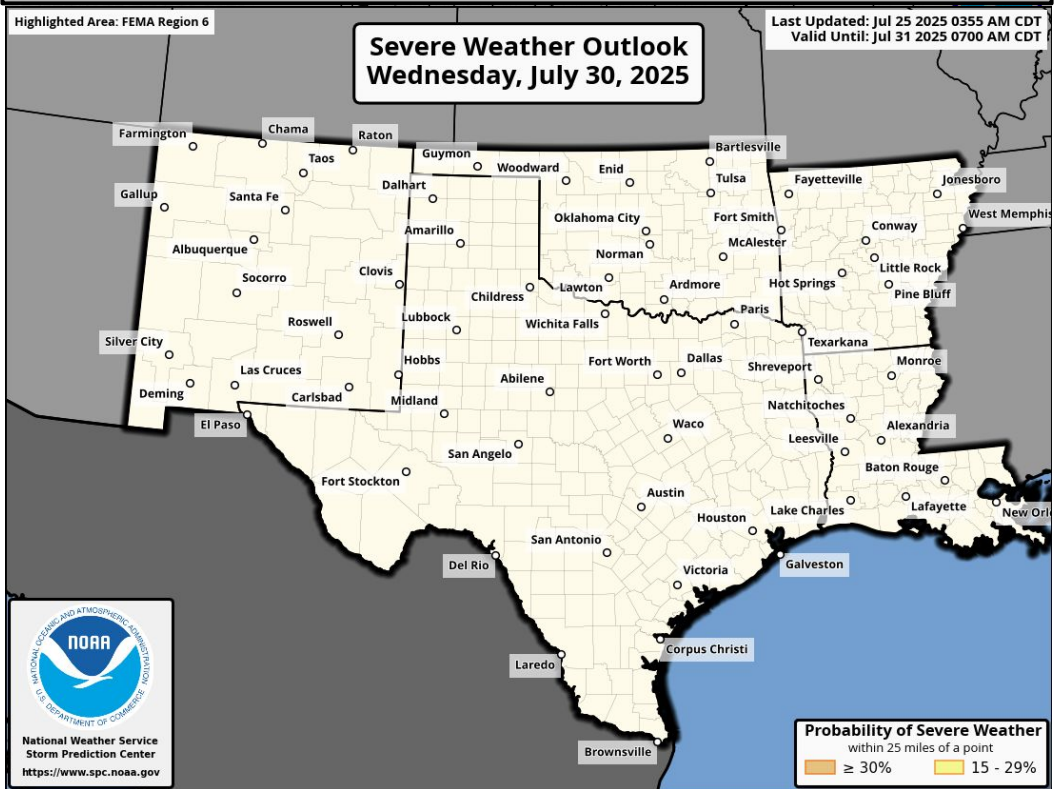 Highlighted Area: FEMA Region 6
Severe Weather Outlook
Wednesday, July 30, 2025
Last Updated: Jul 25 2025 0355 AM CDT
Valid Until: Jul 31 2025 0700 AM CDT
Farmington
Chama
Raton
Taos
Guymon
Woodward
Enid
Bartlesville
Tulsa
Fayetteville
Jonesboro
Gallup
Santa Fe
Dalhart
Oklahoma City
Fort Smith
Conway
West Memphis
Albuquerque
Amarillo
Norman
McAlester
Little Rock
Socorro
Clovis
Childress
Lawton
Ardmore
Hot Springs
Pine Bluff
Roswell
Lubbock
Wichita Falls
Paris
Texarkana
Silver City
Hobbs
Fort Worth
Dallas
Shreveport
Monroe
Las Cruces
Deming
Carlsbad
Midland
Abilene
Natchitoches
El Paso
Waco
Leesville
Alexandria
San Angelo
Fort Stockton
Baton Rouge
Austin
Houston
Lake Charles
Lafayette
New Orl
San Antonio
Del Rio
Victoria
Galveston
Laredo
Corpus Christi
Brownsville
NATIONAL OCEANIC AND ATMOSPHERIC ADMINISTRATION
NOAA
U.S. DEPARTMENT OF COMMERCE
National Weather Service
Storm Prediction Center
https://www.spc.noaa.gov
Probability of Severe Weather
within 25 miles of a point
≥ 30%
15 - 29%